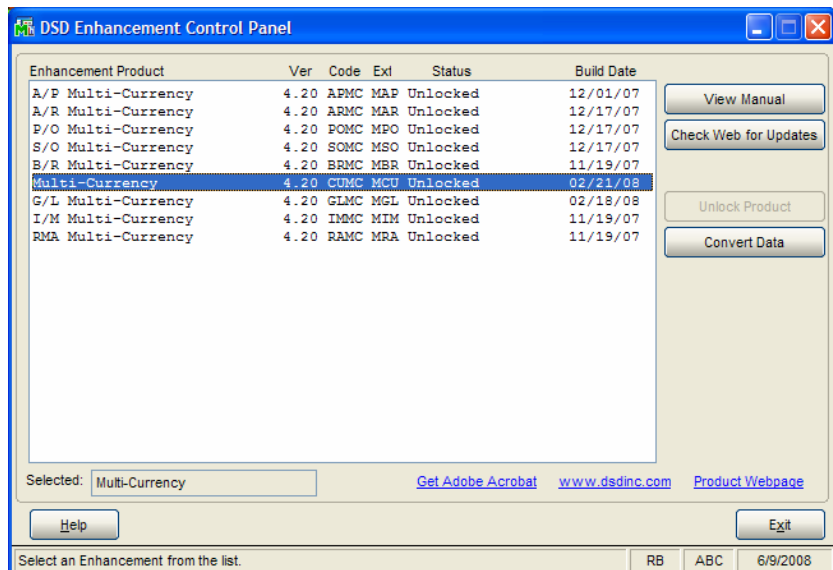 DSD Enhancement Control Panel
Enhancement Product Ver Code Ext Status Build Date
A/P Multi-Currency 4.20 APMC MAP Unlocked 12/01/07
A/R Multi-Currency 4.20 ARMC MAR Unlocked 12/17/07
P/O Multi-Currency 4.20 POMC MPO Unlocked 12/17/07
S/O Multi-Currency 4.20 SOMC MSO Unlocked 12/17/07
B/R Multi-Currency 4.20 BRMC MBR Unlocked 11/19/07
Multi-Currency 4.20 CUMC MCU Unlocked 02/21/08
G/L Multi-Currency 4.20 GLMC MGL Unlocked 02/18/08
I/M Multi-Currency 4.20 IMMC MIM Unlocked 11/19/07
RMA Multi-Currency 4.20 RAMC MRA Unlocked 11/19/07
View Manual
Check Web for Updates
Unlock Product
Convert Data
Selected: Multi-Currency Get Adobe Acrobat www.dsdinc.com Product Webpage
Help Exit
Select an Enhancement from the list. RB ABC 6/9/2008